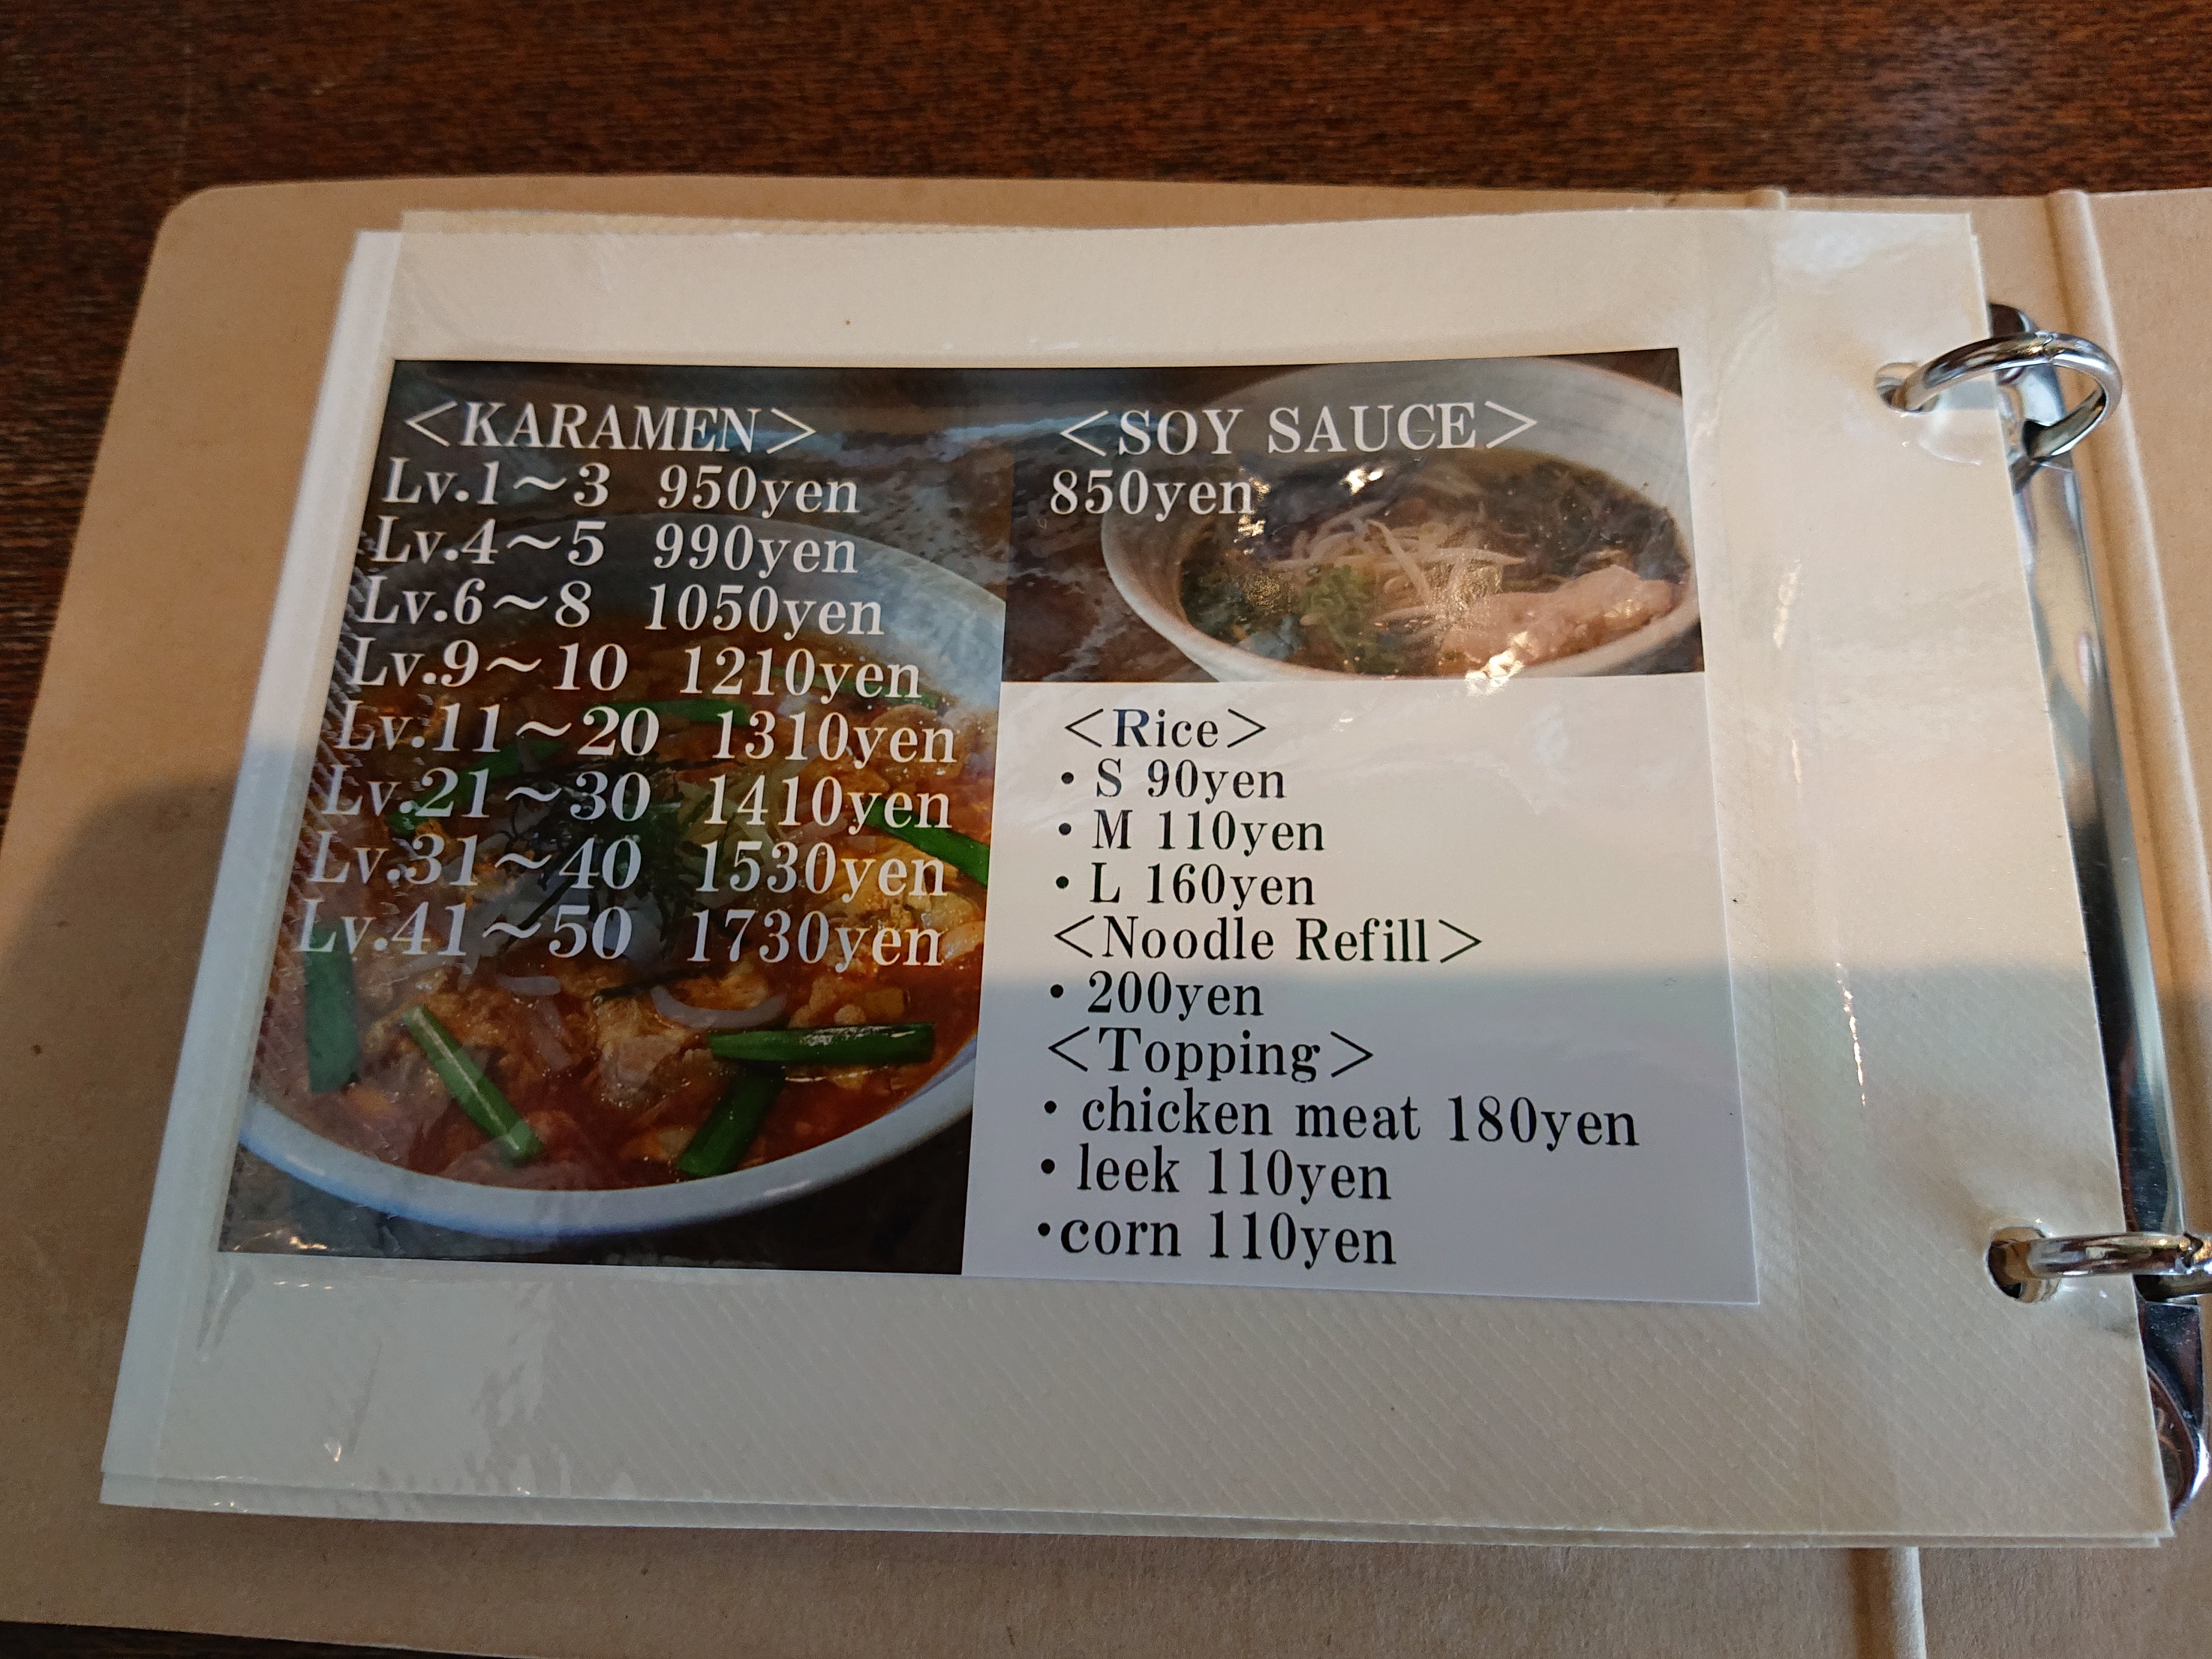 <KARAMEN>
Lv.1～3 950yen
Lv.4～5 990yen
Lv.6～8 1050yen
Lv.9～10 1210yen
Lv.11～20 1310yen
Lv.21～30 1410yen
Lv.31～40 1530yen
Lv.41～50 1730yen
<SOY SAUCE>
850yen
<Rice>
・S 90yen
・M 110yen
・L 160yen
<Noodle Refill>
・200yen
<Topping>
・chicken meat 180yen
・leek 110yen
・corn 110yen